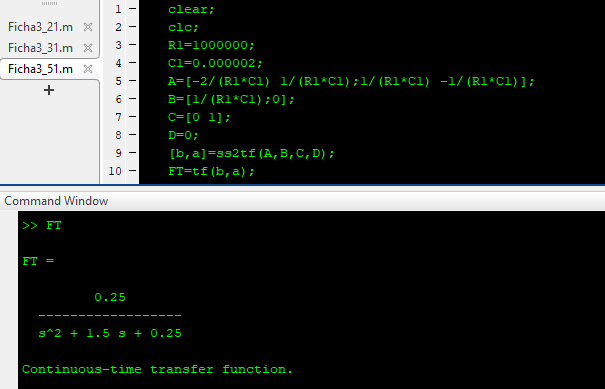 Ficha3_21.m
Ficha3_31.m
Ficha3_51.m
1 clear;
2 clc;
3 R1=1000000;
4 C1=0.000002;
5 A=[-2/(R1*C1) 1/(R1*C1);1/(R1*C1) -1/(R1*C1)];
6 B=[1/(R1*C1);0];
7 C=[0 1];
8 D=0;
9 [b,a]=ss2tf(A,B,C,D);
10 FT=tf(b,a);
Command Window
>> FT
FT =
0.25
------------------
s^2 + 1.5 s + 0.25
Continuous-time transfer function.